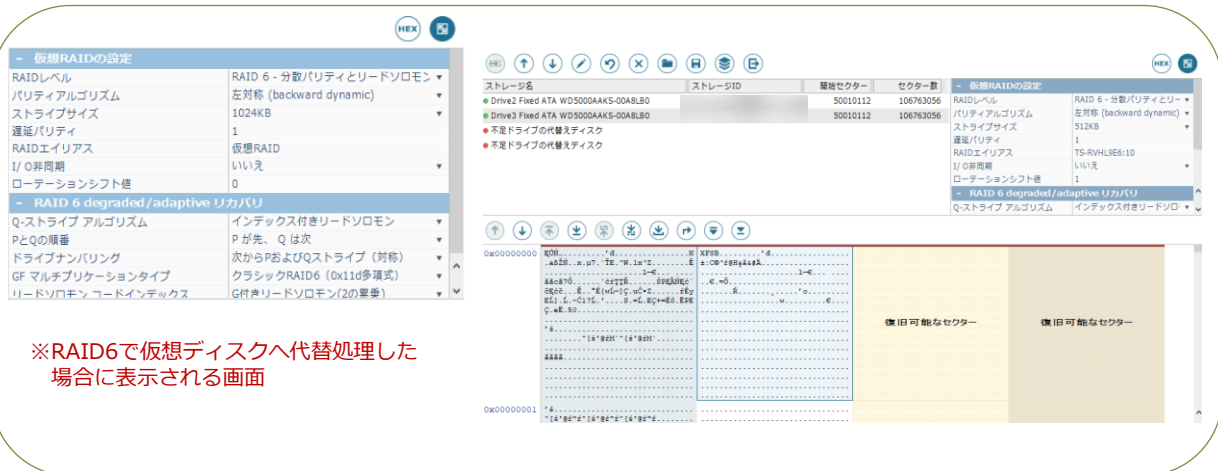 HEX
− 仮想RAIDの設定
RAIDレベル RAID 6 - 分散パリティとリードソロモン
パリティアルゴリズム 左対称 (backward dynamic)
ストライプサイズ 1024KB
遅延パリティ 1
RAIDエイリアス 仮想RAID
I/ O非同期 いいえ
ローテーションシフト値 0
− RAID 6 degraded/adaptive リカバリ
Q-ストライプ アルゴリズム インデックス付きリードソロモン
PとQの順番 P が先、 Q は次
ドライブナンバリング 次からPおよびQストライプ（対称）
GF マルチプリケーションタイプ クラシックRAID6（0x11d多項式）
リードソロモン コードインデックス G付きリードソロモン(2の累乗)
※RAID6で仮想ディスクへ代替処理した
場合に表示される画面
HEX
ストレージ名 ストレージID 開始セクター セクター数
Drive2 Fixed ATA WD5000AAKS-00A8LB0 50010112 106763056
Drive3 Fixed ATA WD5000AAKS-00A8LB0 50010112 106763056
不足ドライブの代替えディスク
不足ドライブの代替えディスク
− 仮想RAIDの設定
RAIDレベル RAID 6 - 分散パリティとリー
パリティアルゴリズム 左対称 (backward dynamic)
ストライプサイズ 512KB
遅延パリティ 1
RAIDエイリアス TS-RVHL9E6:10
I/ O非同期 いいえ
ローテーションシフト値 1
− RAID 6 degraded/adaptive リカバリ
Q-ストライプ アルゴリズム インデックス付きリードソロ
0x00000000
XFSB
復旧可能なセクター 復旧可能なセクター
0x00000001